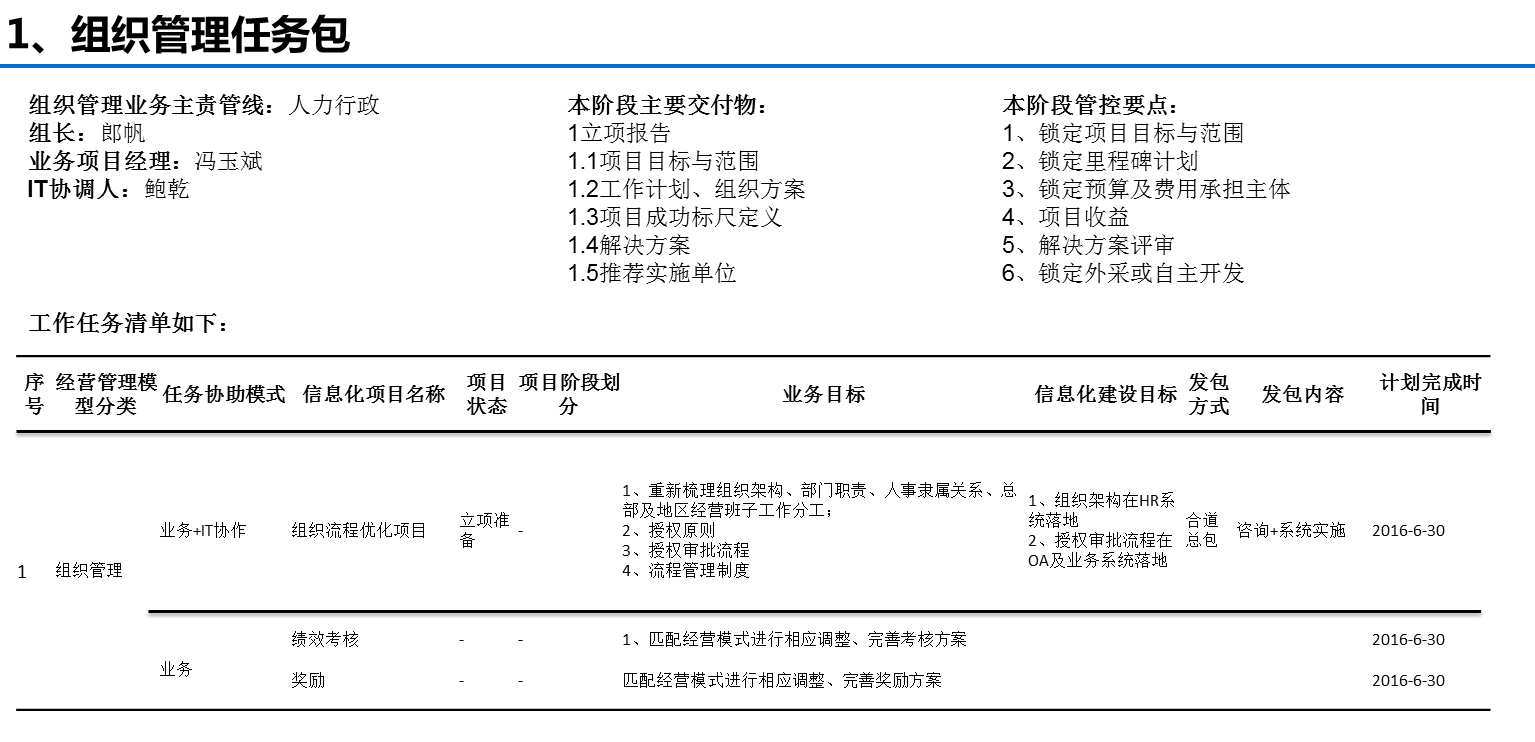 1、组织管理任务包
组织管理业务主责管线：人力行政
组长：郎帆
业务项目经理：冯玉斌
IT协调人：鲍乾
本阶段主要交付物：
1立项报告
1.1项目目标与范围
1.2工作计划、组织方案
1.3项目成功标尺定义
1.4解决方案
1.5推荐实施单位
本阶段管控要点：
1、锁定项目目标与范围
2、锁定里程碑计划
3、锁定预算及费用承担主体
4、项目收益
5、解决方案评审
6、锁定外采或自主开发
工作任务清单如下：
序
号
经营管理模
型分类
任务协助模式
信息化项目名称
项目
状态
项目阶段划
分
业务目标
信息化建设目标
发包
方式
发包内容
计划完成时
间
1
组织管理
业务+IT协作
组织流程优化项目
立项准
备
-
1、重新梳理组织架构、部门职责、人事隶属关系、总
部及地区经营班子工作分工；
2、授权原则
3、授权审批流程
4、流程管理制度
1、组织架构在HR系
统落地
2、授权审批流程在
OA及业务系统落地
合道
总包
咨询+系统实施
2016-6-30
业务
绩效考核
-
-
1、匹配经营模式进行相应调整、完善考核方案
2016-6-30
奖励
-
-
匹配经营模式进行相应调整、完善奖励方案
2016-6-30